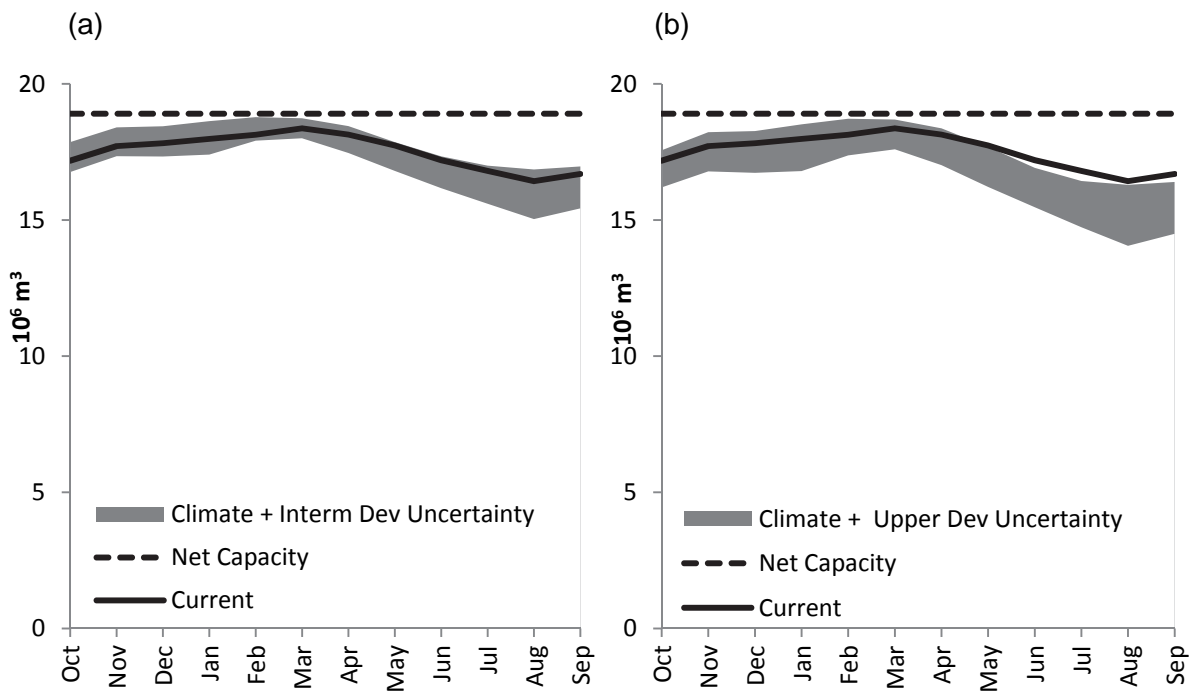 (a)
20
15
10
5
0
10⁶ m³
Climate + Interm Dev Uncertainty
Net Capacity
Current
Oct
Nov
Dec
Jan
Feb
Mar
Apr
May
Jun
Jul
Aug
Sep
(b)
20
15
10
5
0
10⁶ m³
Climate + Upper Dev Uncertainty
Net Capacity
Current
Oct
Nov
Dec
Jan
Feb
Mar
Apr
May
Jun
Jul
Aug
Sep